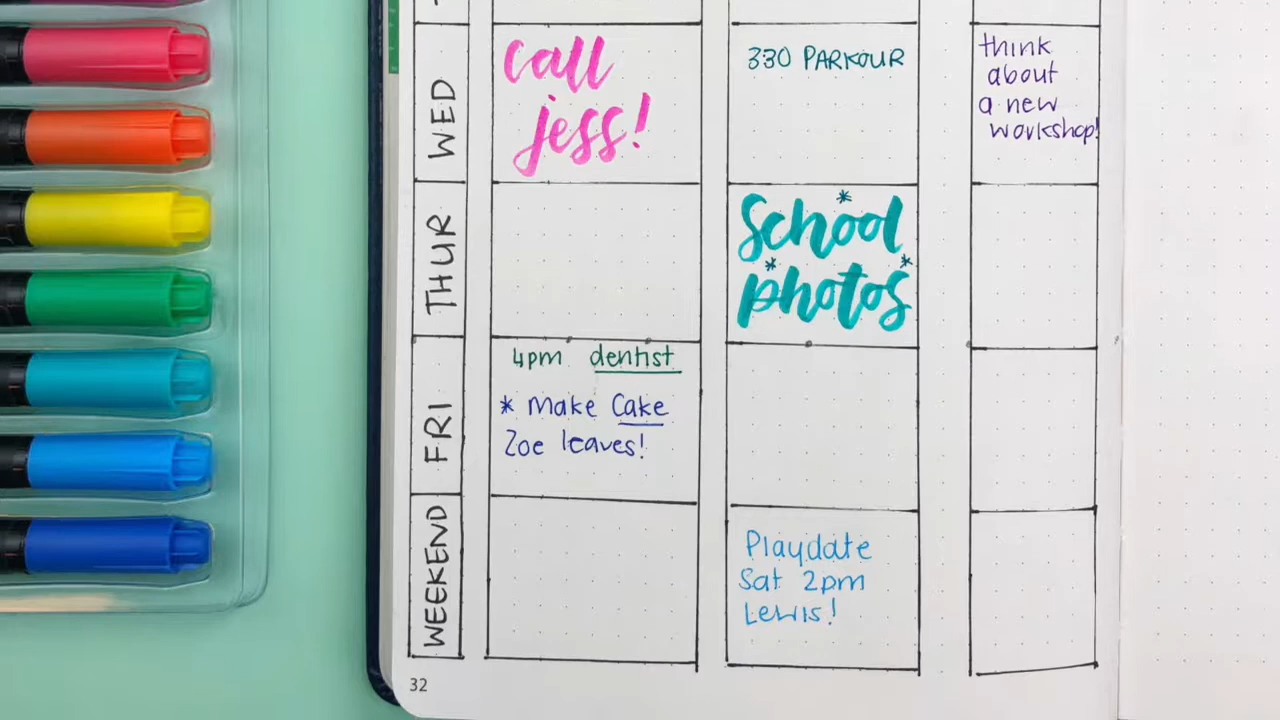 WED
call
jess!
330 PARKOUR
think
about
a new
workshop!
THUR
School
photos
FRI
4pm dentist
* Make Cake
Zoe leaves!
WEEKEND
Playdate
Sat 2pm
Lewis!
32